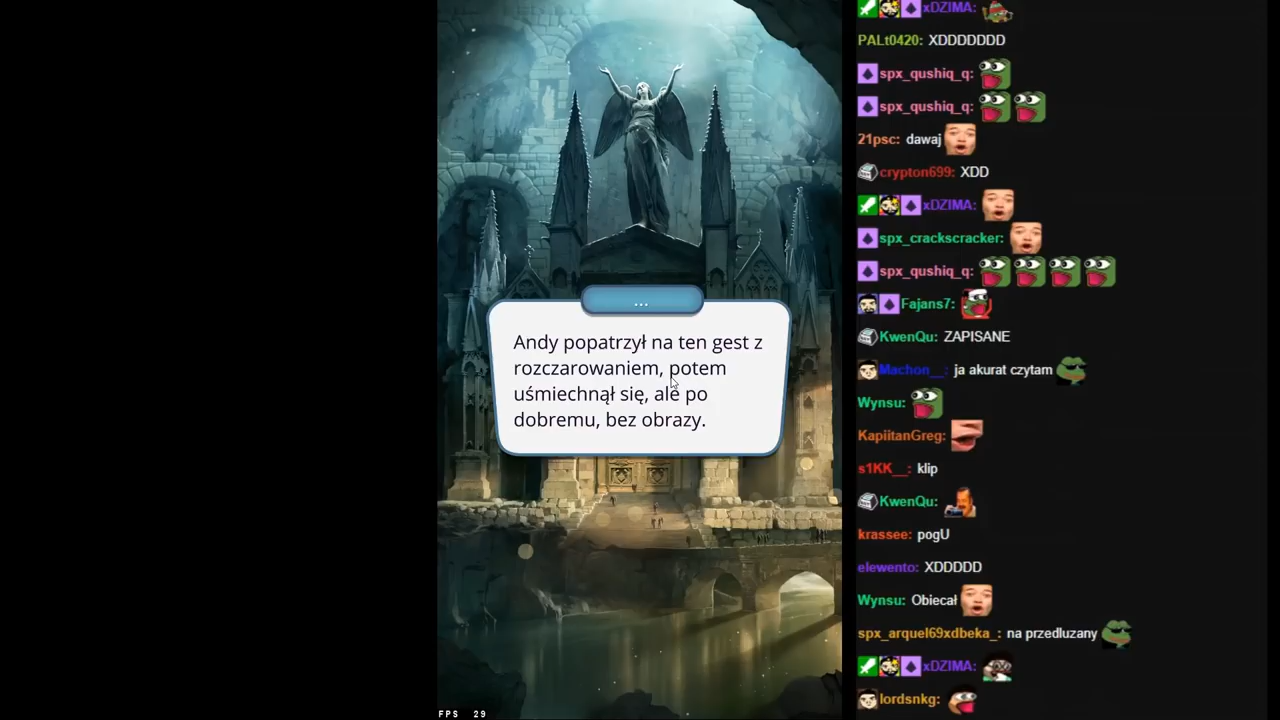 ...
Andy popatrzył na ten gest z
rozczarowaniem, potem
uśmiechnął się, ale po
dobremu, bez obrazy.
FPS 29
xDZIMA:
PALt0420: XDDDDDDD
spx_qushiq_q:
spx_qushiq_q:
21psc: dawaj
crypton699: XDD
xDZIMA:
spx_crackscracker:
spx_qushiq_q:
Fajans7:
KwenQu: ZAPISANE
Machon__: ja akurat czytam
Wynsu:
KapiitanGreg:
s1KK__: klip
KwenQu:
krassee: pogU
elewento: XDDDDD
Wynsu: Obiecał
spx_arquel69xdbeka_: na przedluzany
xDZIMA:
lordsnkg: